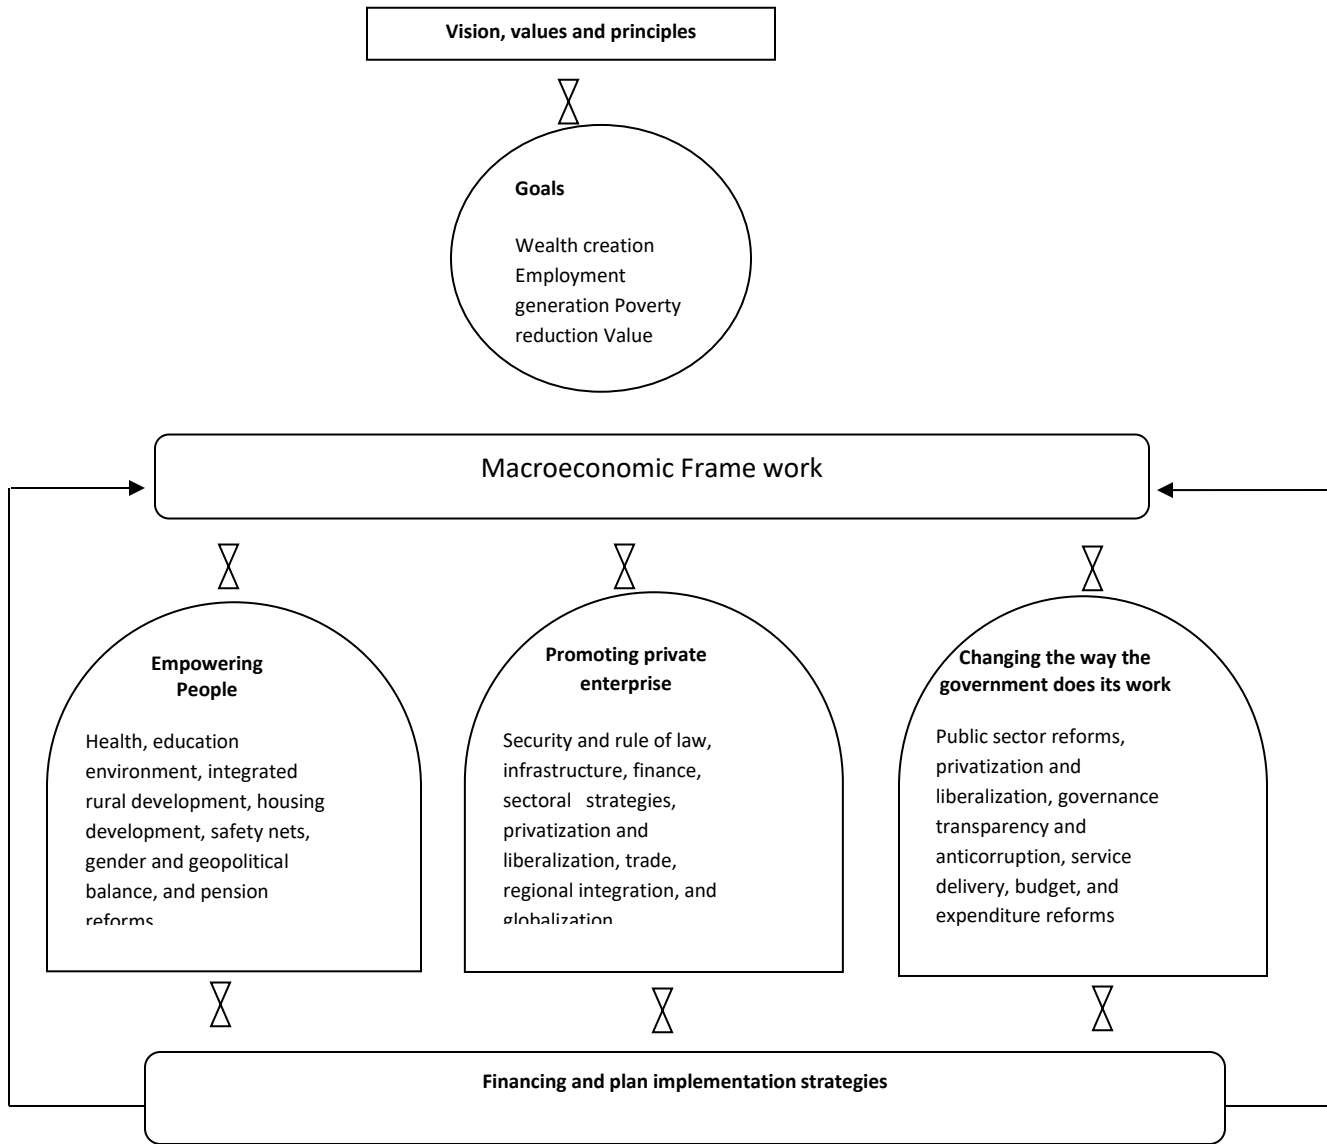 Vision, values and principles
Goals
Wealth creation
Employment
generation Poverty
reduction Value
Macroeconomic Frame work
Empowering
People
Health, education
environment, integrated
rural development, housing
development, safety nets,
gender and geopolitical
balance, and pension
reforms
Promoting private
enterprise
Security and rule of law,
infrastructure, finance,
sectoral strategies,
privatization and
liberalization, trade,
regional integration, and
globalization
Changing the way the
government does its work
Public sector reforms,
privatization and
liberalization, governance
transparency and
anticorruption, service
delivery, budget, and
expenditure reforms
Financing and plan implementation strategies